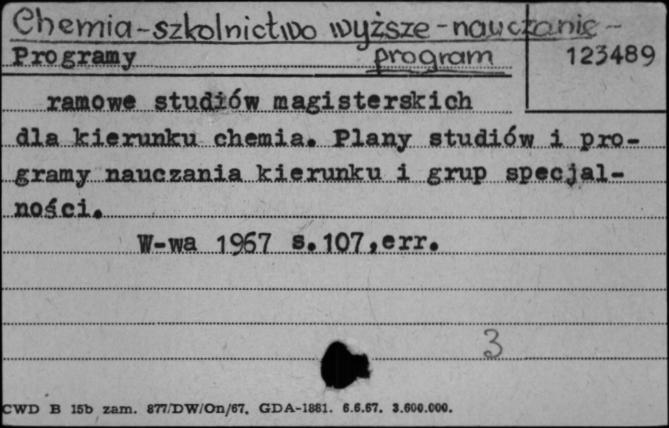 Chemia-szkolnictwo wyższe-nauczanie-
Programy program 123489
ramowe studiów magisterskich
dla kierunku chemia. Plany studiów i pro-
gramy nauczania kierunku i grup specjal-
ności.
W-wa 1967 s.107,err.
3
CWD B 15b zam. 877/DW/On/67. GDA-1881. 6.6.67. 3.600.000.